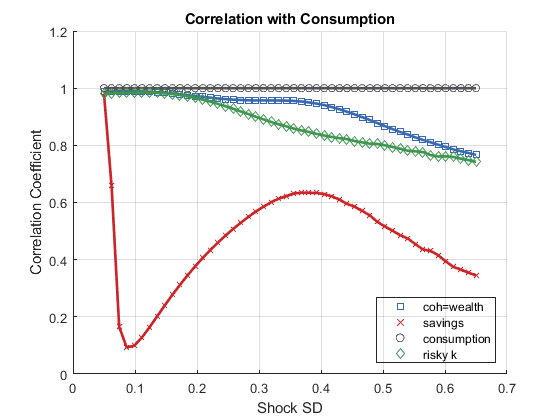 Correlation with Consumption
Correlation Coefficient
1.2
1
0.8
0.6
0.4
0.2
0
0
0.1
0.2
0.3
0.4
0.5
0.6
0.7
Shock SD
coh=wealth
savings
consumption
risky k